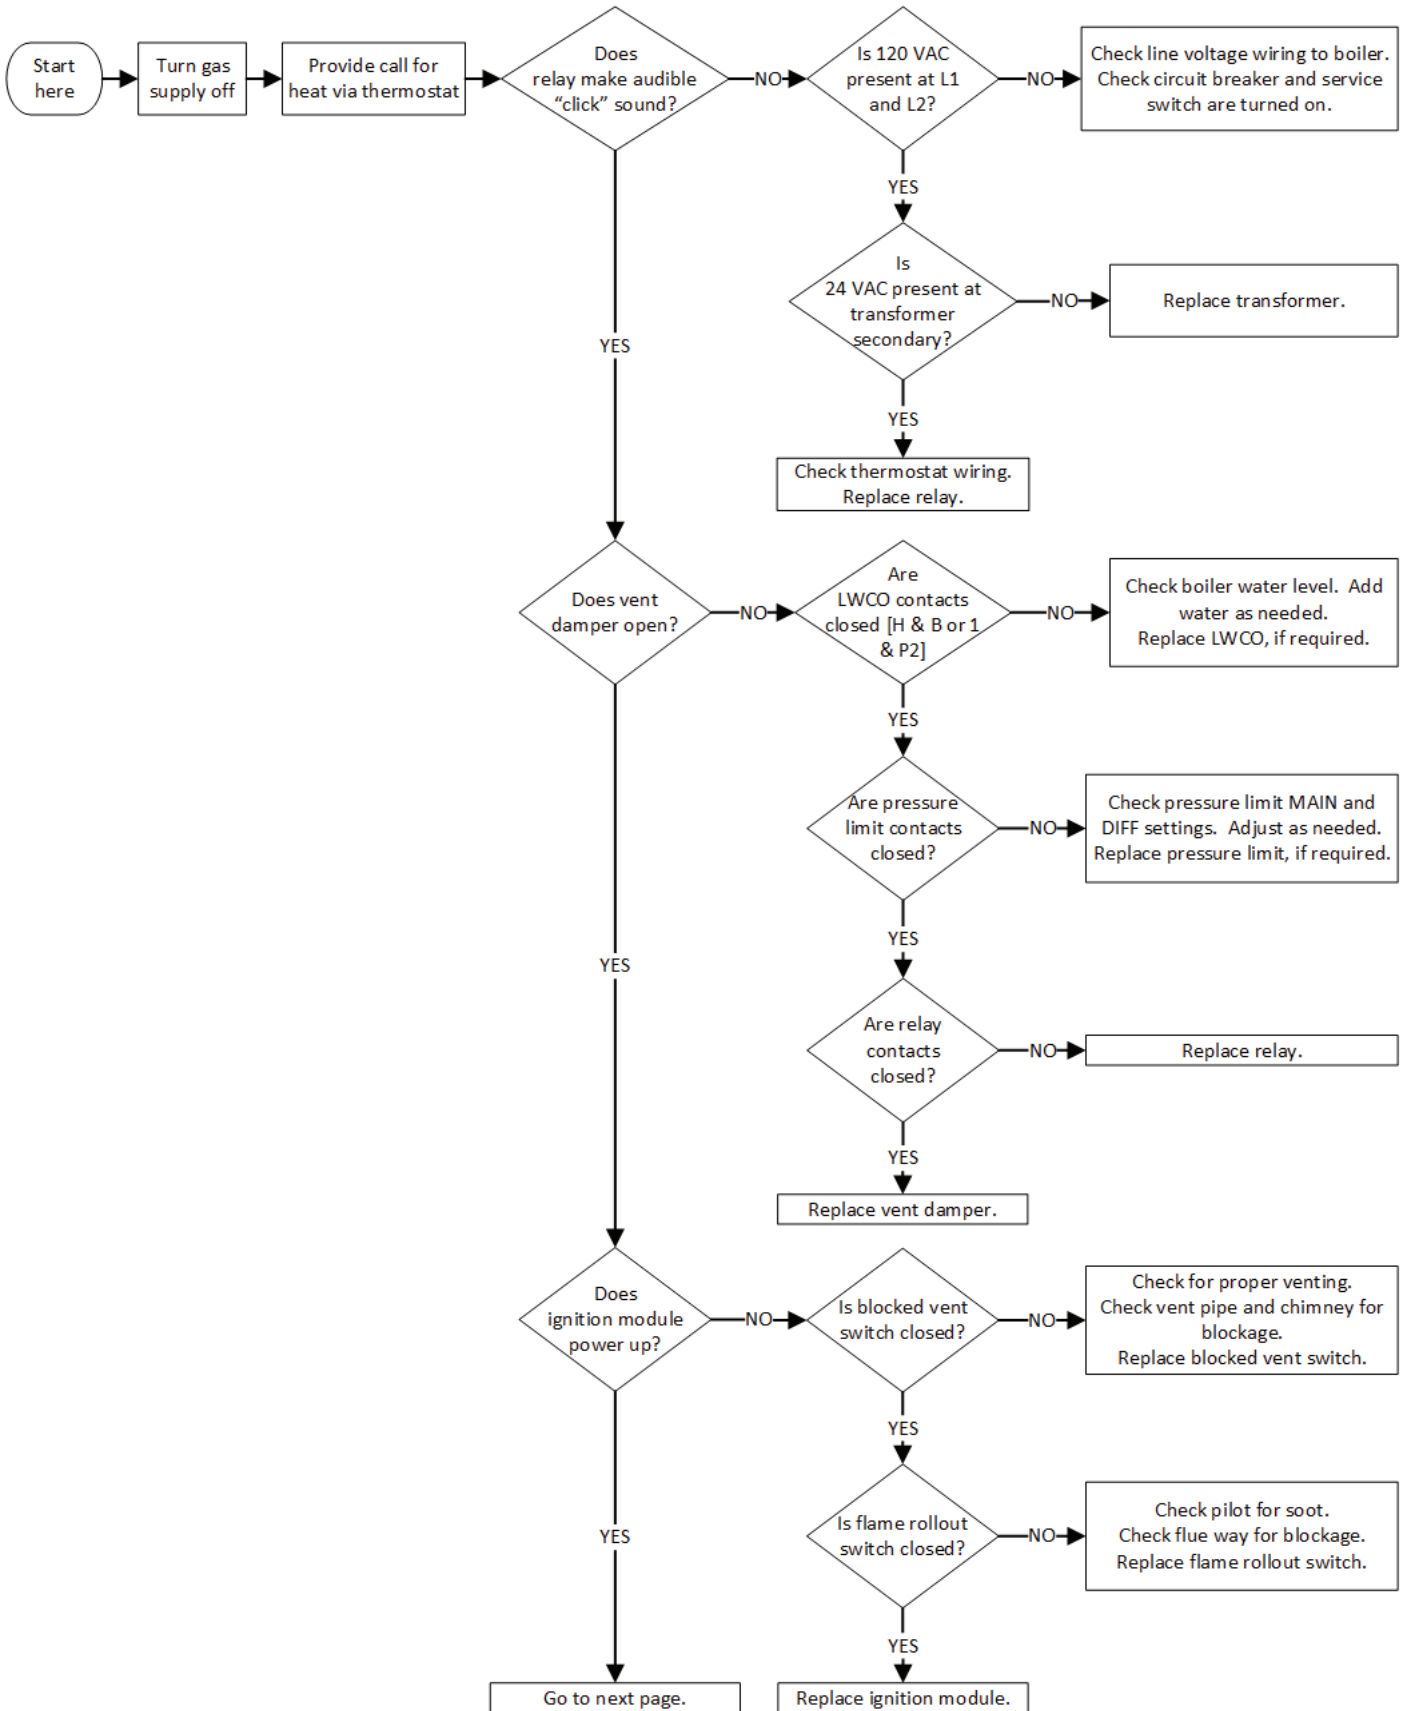 Start
here
Turn gas
supply off
Provide call for
heat via thermostat
Does
relay make audible
“click” sound?
NO
Is 120 VAC
present at L1
and L2?
NO
Check line voltage wiring to boiler.
Check circuit breaker and service
switch are turned on.
YES
Is
24 VAC present at
transformer
secondary?
NO
Replace transformer.
YES
YES
Check thermostat wiring.
Replace relay.
Does vent
damper open?
NO
Are
LWCO contacts
closed [H & B or 1
& P2]
NO
Check boiler water level. Add
water as needed.
Replace LWCO, if required.
YES
Are pressure
limit contacts
closed?
NO
Check pressure limit MAIN and
DIFF settings. Adjust as needed.
Replace pressure limit, if required.
YES
YES
Are relay
contacts
closed?
NO
Replace relay.
YES
Replace vent damper.
Does
ignition module
power up?
NO
Is blocked vent
switch closed?
NO
Check for proper venting.
Check vent pipe and chimney for
blockage.
Replace blocked vent switch.
YES
Is flame rollout
switch closed?
NO
Check pilot for soot.
Check flue way for blockage.
Replace flame rollout switch.
YES
YES
Go to next page.
Replace ignition module.